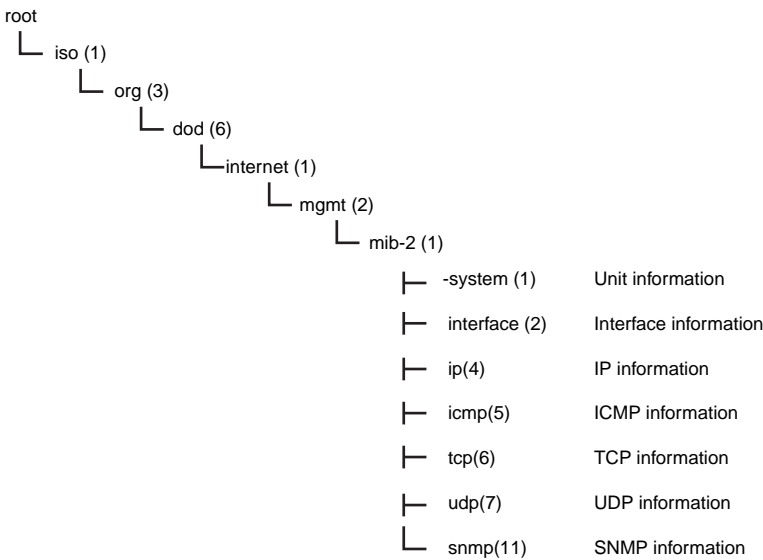 root
iso (1)
org (3)
dod (6)
internet (1)
mgmt (2)
mib-2 (1)
-system (1) Unit information
interface (2) Interface information
ip(4) IP information
icmp(5) ICMP information
tcp(6) TCP information
udp(7) UDP information
snmp(11) SNMP information